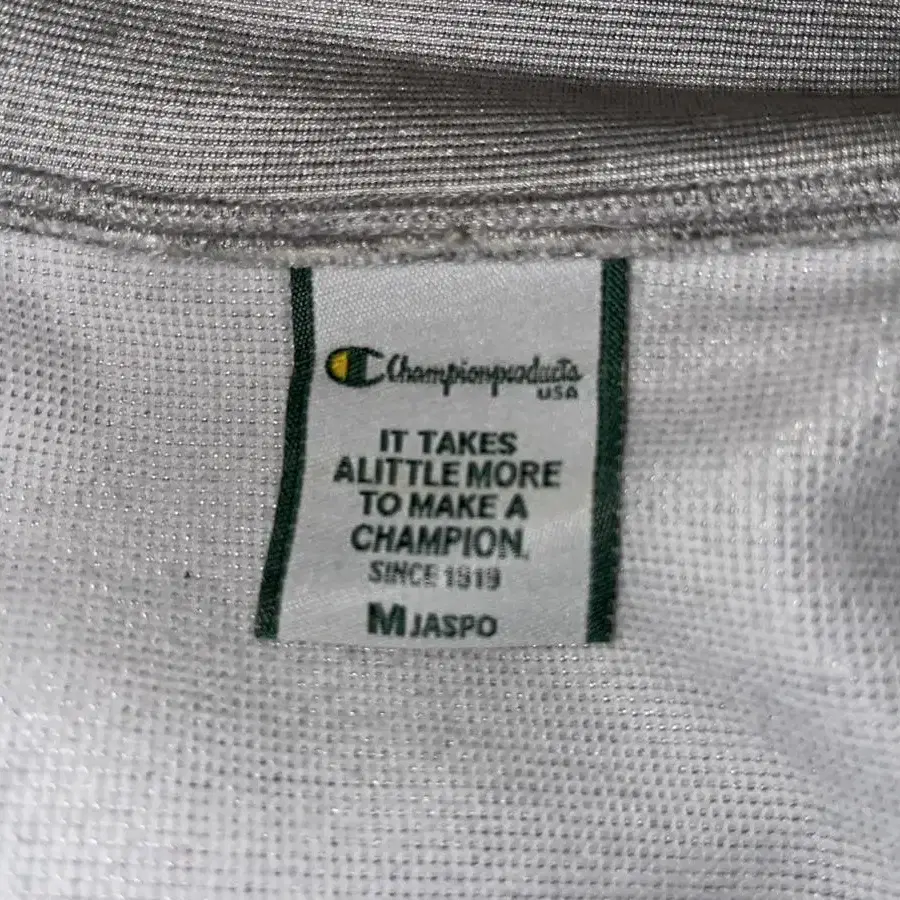 Championproducts
USA
IT TAKES
ALITTLE MORE
TO MAKE A
CHAMPION.
SINCE 1919
M JASPO